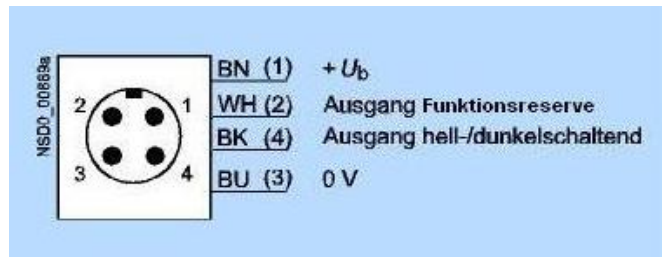 NSD0_00869a
BN (1) +Ub
2 1 WH (2) Ausgang Funktionsreserve
BK (4) Ausgang hell-/dunkelschaltend
3 4 BU (3) 0 V